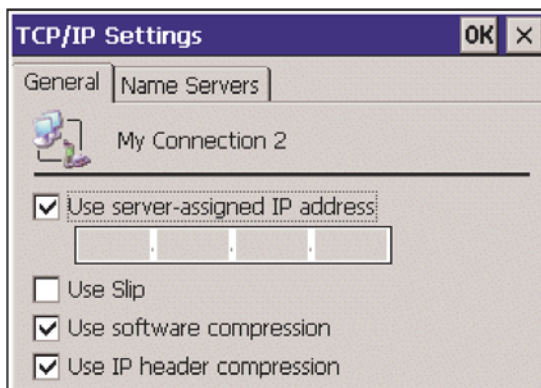 TCP/IP Settings OK ×
General Name Servers
My Connection 2
Use server-assigned IP address
Use Slip
Use software compression
Use IP header compression